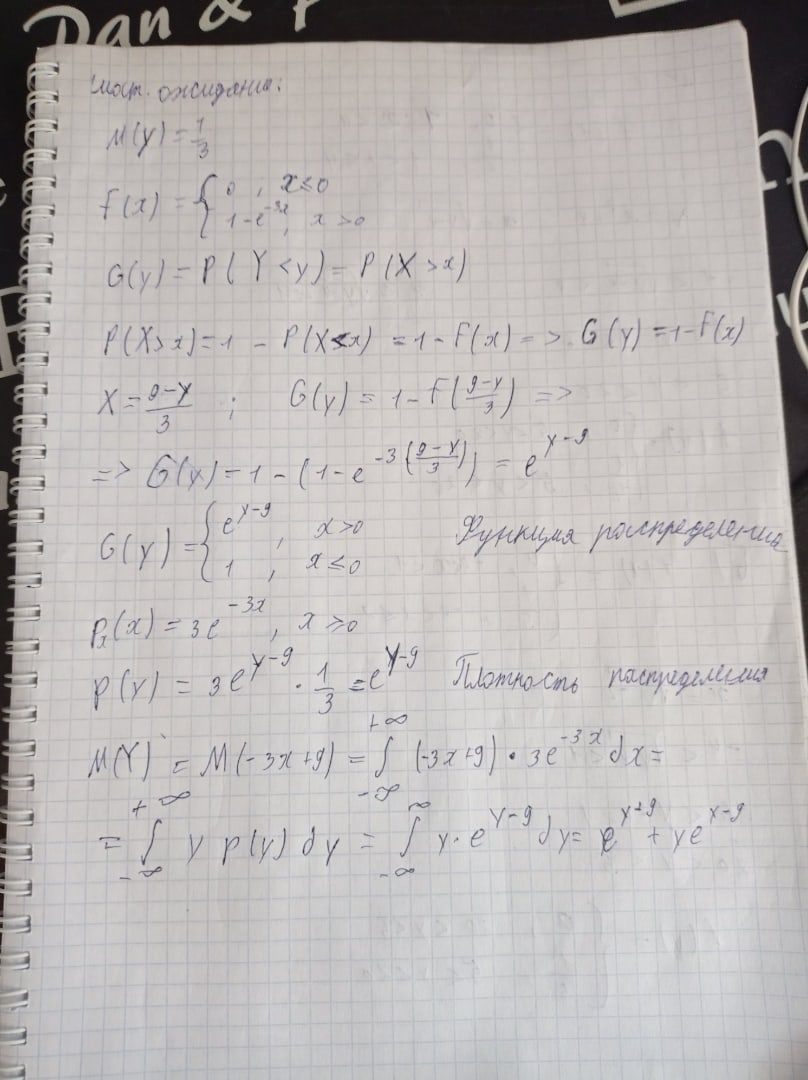 Dan & P
мат. ожидание:
M(y) = 1/3
F(x) = { 0 , x ≤ 0
1-e^{-3x} , x > 0
G(y) = P(Y < y) = P(X > x)
P(X > x) = 1 - P(X < x) = 1 - F(x) => G(y) = 1 - F(x)
X = (9-y)/3 ; G(y) = 1 - F((9-y)/3) =>
=> G(y) = 1 - (1 - e^{-3((9-y)/3)}) = e^{y-9}
G(y) = { e^{y-9} , x > 0
1 , x ≤ 0
Функция распределения
P_x(x) = 3e^{-3x} , x ≥ 0
p(y) = 3e^{y-9} · 1/3 = e^{y-9} Плотность распределения
M(Y) = M(-3x+9) = ∫_{-∞}^{+∞} (-3x+9) · 3e^{-3x} dx =
= ∫_{-∞}^{+∞} y p(y) dy = ∫_{-∞}^{∞} y · e^{y-9} dy = e^{y+9} + ye^{y-9}